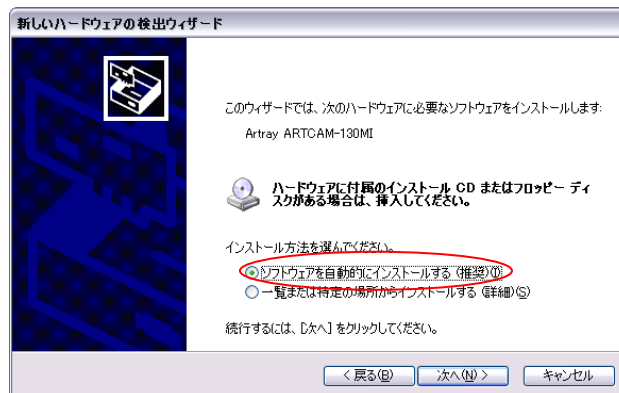 新しいハードウェアの検出ウィザード
このウィザードでは、次のハードウェアに必要なソフトウェアをインストールします:
Artray ARTCAM-130MI
ハードウェアに付属のインストール CD またはフロッピー ディ
スクがある場合は、挿入してください。
インストール方法を選んでください。
ソフトウェアを自動的にインストールする (推奨)(I)
一覧または特定の場所からインストールする (詳細)(S)
続行するには、[次へ] をクリックしてください。
< 戻る(B)
次へ(N) >
キャンセル